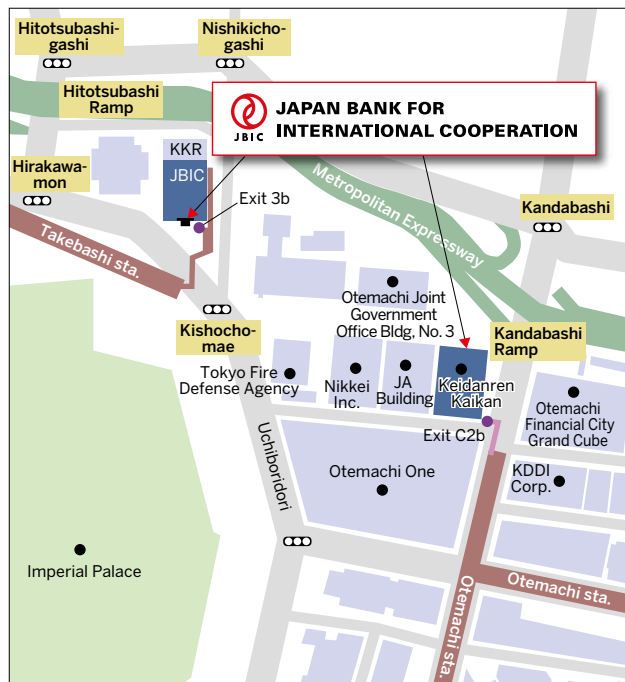 Hitotsubashi-
gashi
Nishikicho-
gashi
Hitotsubashi
Ramp
JBIC
JAPAN BANK FOR
INTERNATIONAL COOPERATION
KKR
JBIC
Hirakawa-
mon
Exit 3b
Takebashi sta.
Metropolitan Expressway
Kandabashi
Kishocho-
mae
Otemachi Joint
Government
Office Bldg, No. 3
Kandabashi
Ramp
Tokyo Fire
Defense Agency
Nikkei
Inc.
JA
Building
Keidanren
Kaikan
Otemachi
Financial City
Grand Cube
Exit C2b
Uchiboridori
Otemachi One
KDDI
Corp.
Imperial Palace
Otemachi sta.
Otemachi sta.